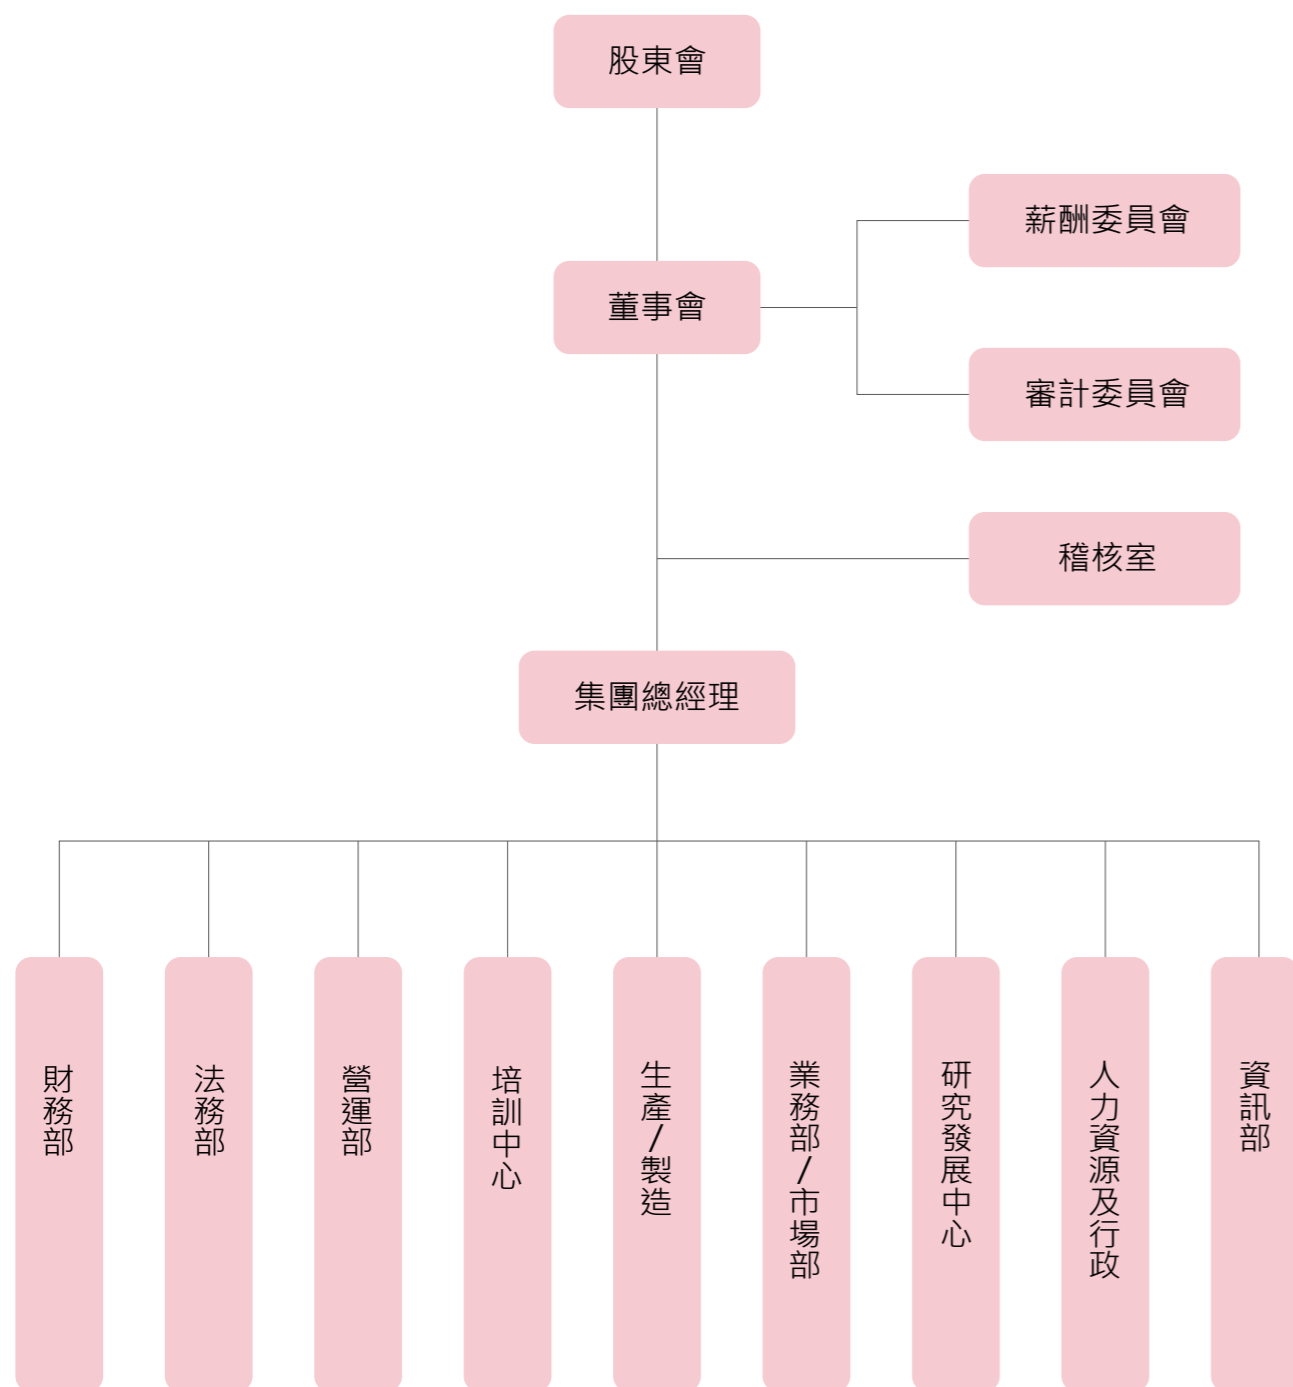 股東會
薪酬委員會
董事會
審計委員會
稽核室
集團總經理
財務部
法務部
營運部
培訓中心
生產/製造
業務部/市場部
研究發展中心
人力資源及行政
資訊部